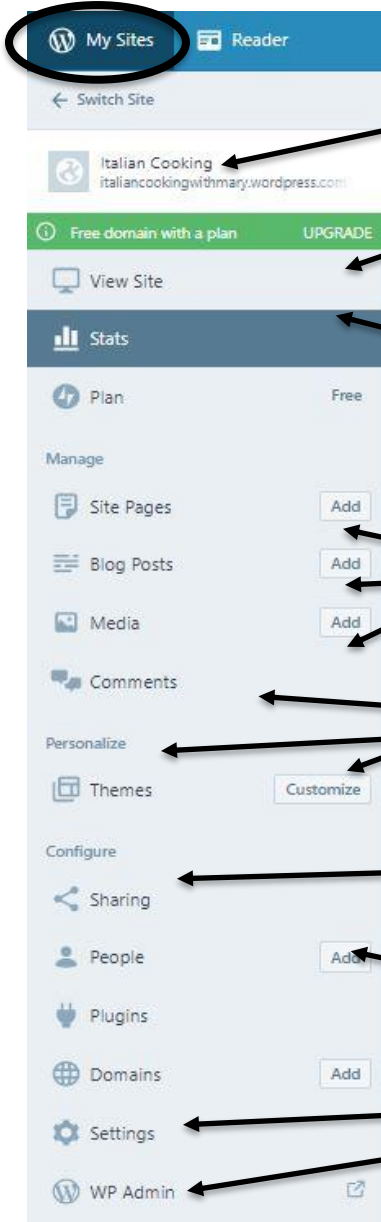 My Sites Reader
Switch Site
Italian Cooking
italiancookingwithmary.wordpress.com
Free domain with a plan UPGRADE
View Site
Stats
Plan Free
Manage
Site Pages Add
Blog Posts Add
Media Add
Comments
Personalize
Themes Customize
Configure
Sharing
People Add
Plugins
Domains Add
Settings
WP Admin